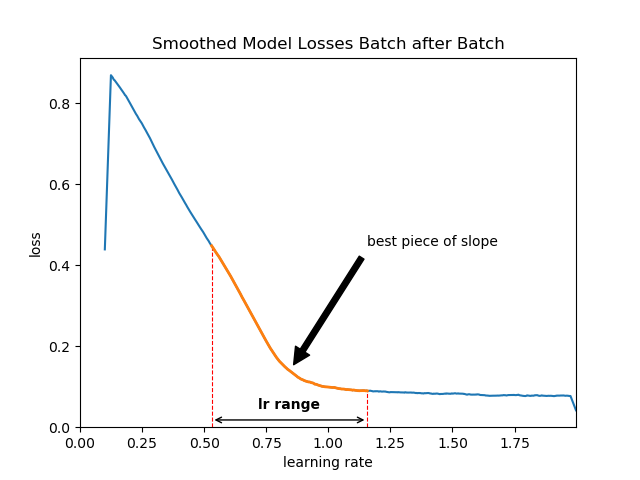 Smoothed Model Losses Batch after Batch
0.8
0.6
0.4
0.2
0.0
loss
best piece of slope
lr range
0.00 0.25 0.50 0.75 1.00 1.25 1.50 1.75
learning rate